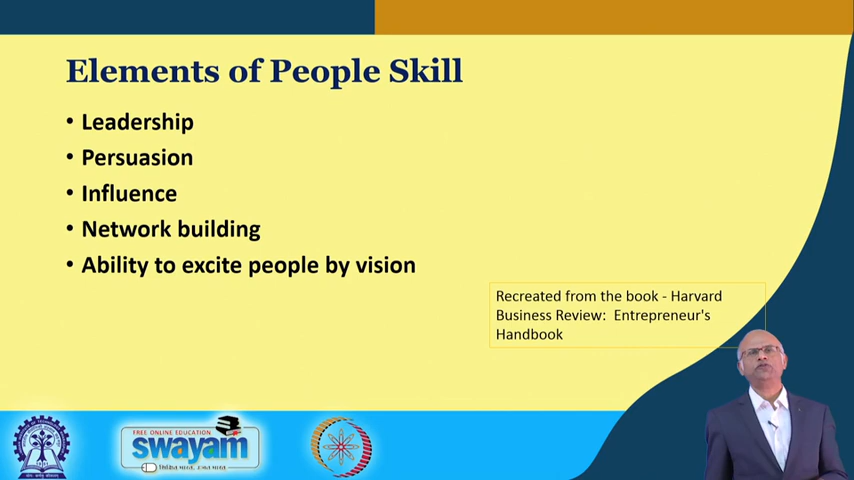 Elements of People Skill
• Leadership
• Persuasion
• Influence
• Network building
• Ability to excite people by vision
Recreated from the book - Harvard
Business Review: Entrepreneur's
Handbook
FREE ONLINE EDUCATION
swayam